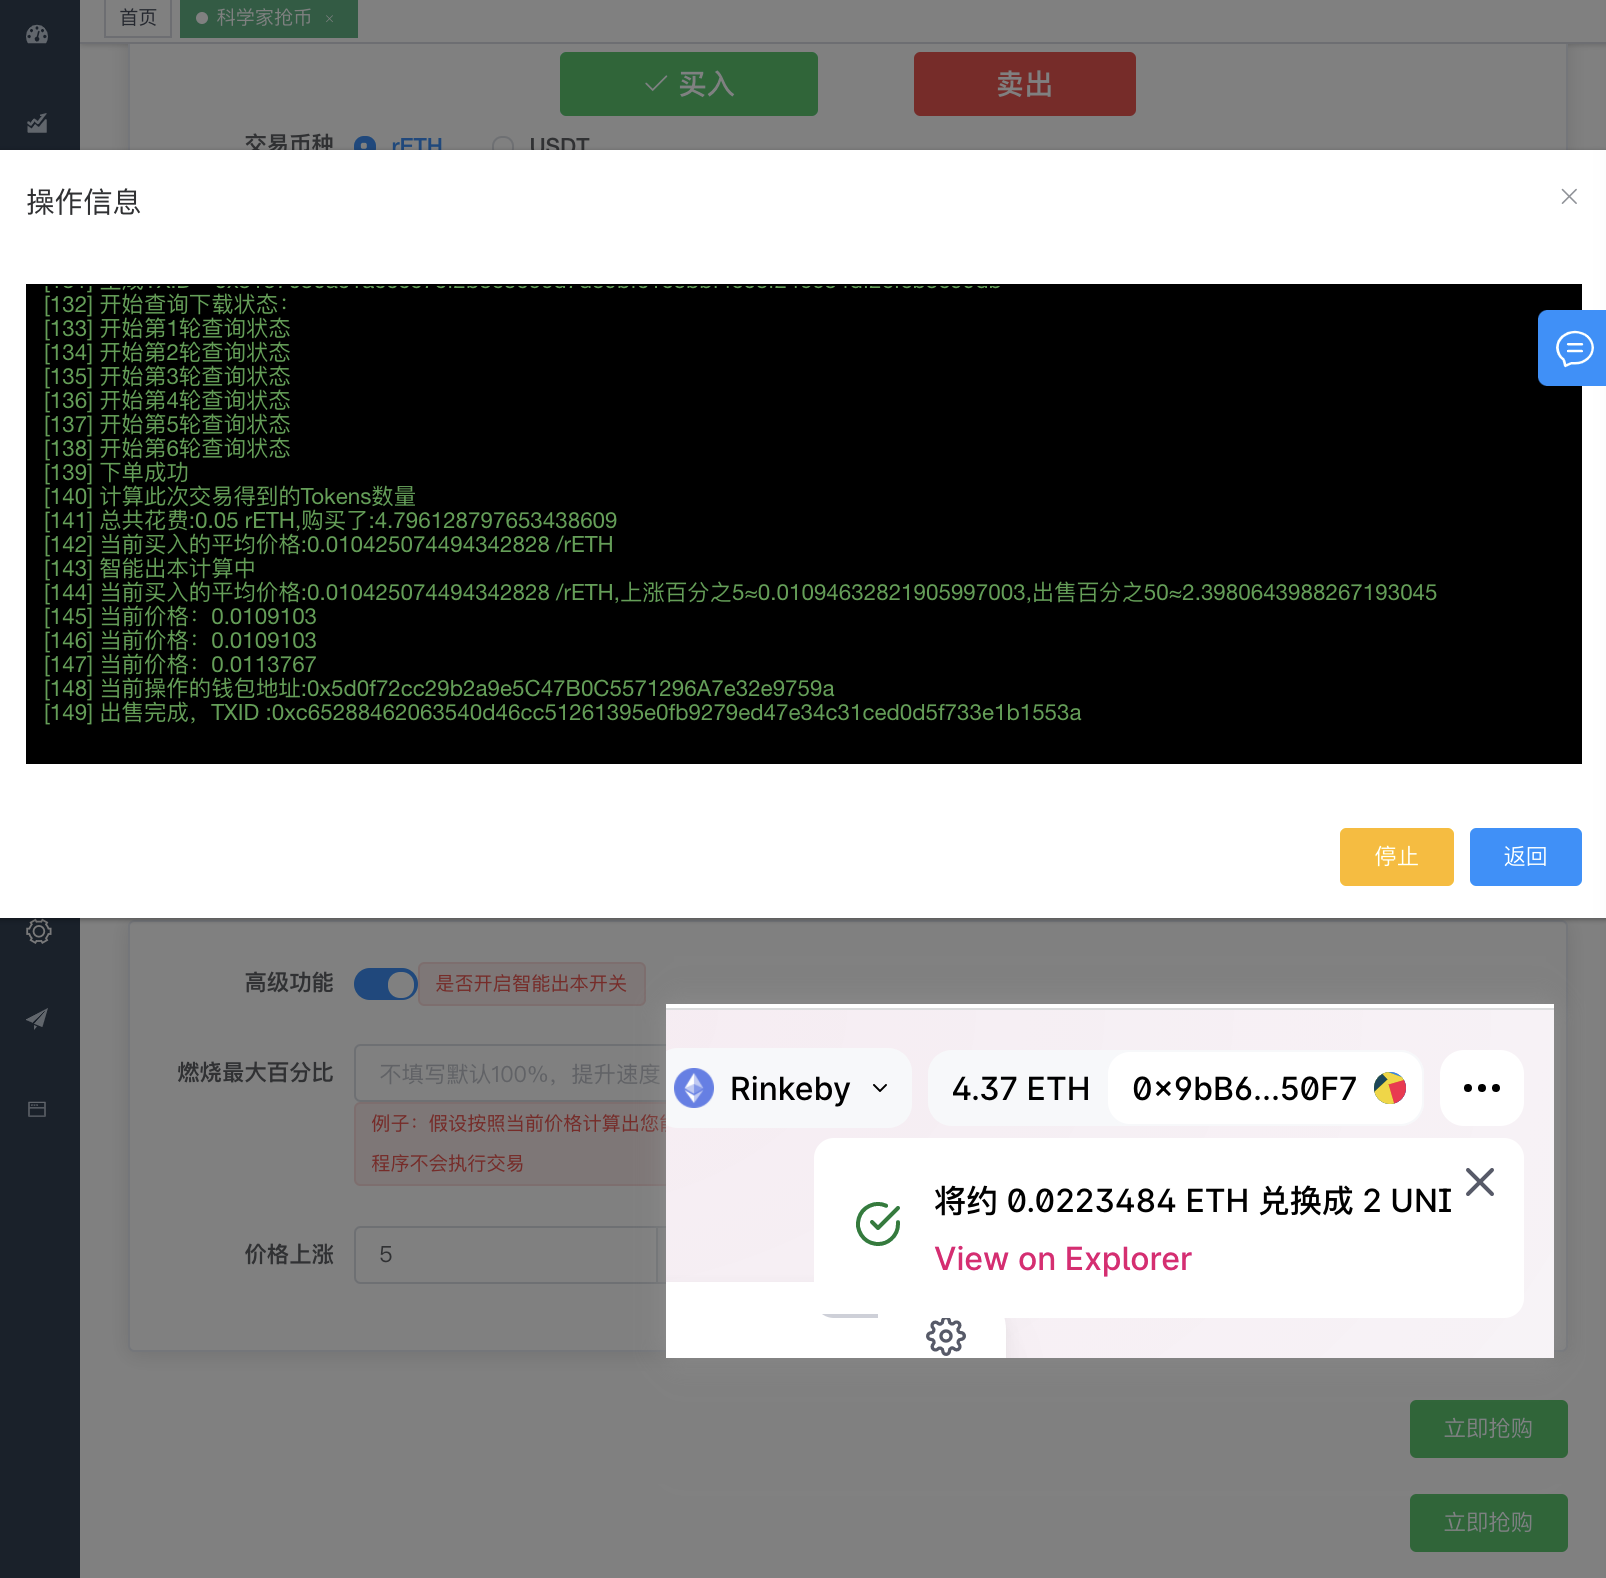 首页
科学家抢币 ×
买入
卖出
交易币种
rETH
USDT
操作信息
[132] 开始查询下载状态：
[133] 开始第1轮查询状态
[134] 开始第2轮查询状态
[135] 开始第3轮查询状态
[136] 开始第4轮查询状态
[137] 开始第5轮查询状态
[138] 开始第6轮查询状态
[139] 下单成功
[140] 计算此次交易得到的Tokens数量
[141] 总共花费:0.05 rETH,购买了:4.796128797653438609
[142] 当前买入的平均价格:0.010425074494342828 /rETH
[143] 智能出本计算中
[144] 当前买入的平均价格:0.010425074494342828 /rETH,上涨百分之5≈0.01094632821905997003,出售百分之50≈2.3980643988267193045
[145] 当前价格：0.0109103
[146] 当前价格：0.0109103
[147] 当前价格：0.0113767
[148] 当前操作的钱包地址:0x5d0f72cc29b2a9e5C47B0C5571296A7e32e9759a
[149] 出售完成，TXID :0xc65288462063540d46cc51261395e0fb9279ed47e34c31ced0d5f733e1b1553a
停止
返回
高级功能
是否开启智能出本开关
燃烧最大百分比
不填写默认100%，提升速度
例子：假设按照当前价格计算出您
程序不会执行交易
价格上涨
5
Rinkeby
4.37 ETH
0x9bB6...50F7
将约 0.0223484 ETH 兑换成 2 UNI
View on Explorer
立即抢购
立即抢购